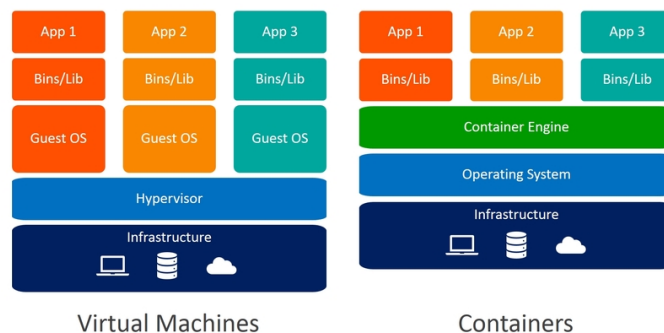 App 1
App 2
App 3
Bins/Lib
Bins/Lib
Bins/Lib
Guest OS
Guest OS
Guest OS
Hypervisor
Infrastructure
Virtual Machines
App 1
App 2
App 3
Bins/Lib
Bins/Lib
Bins/Lib
Container Engine
Operating System
Infrastructure
Containers